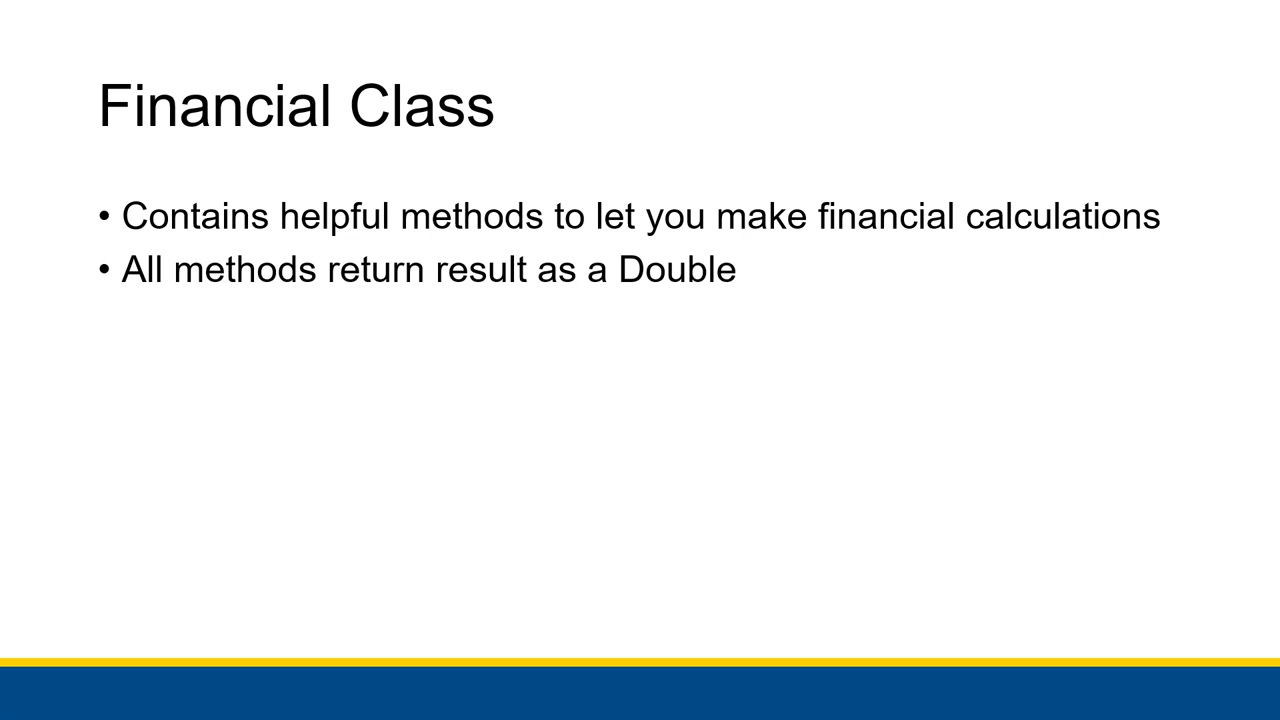 Financial Class
• Contains helpful methods to let you make financial calculations
• All methods return result as a Double